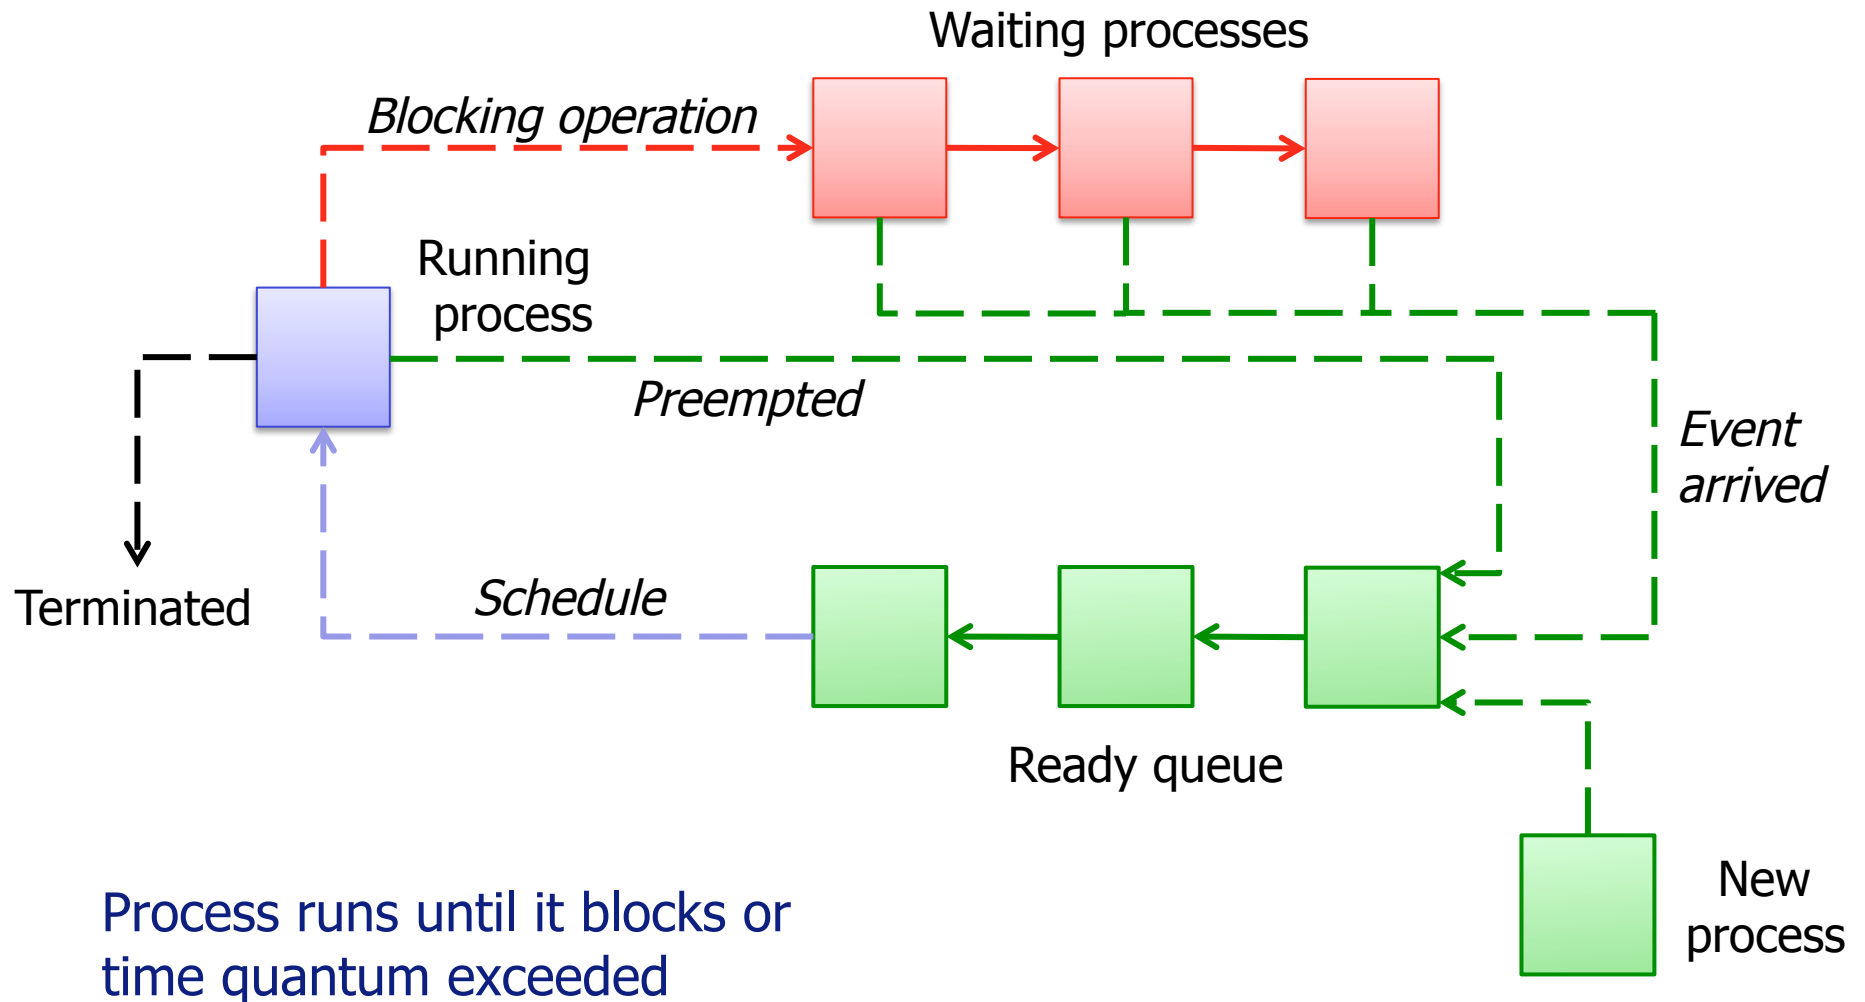 Waiting processes
Blocking operation
Running
process
Preempted
Event
arrived
Schedule
Terminated
Ready queue
New
process
Process runs until it blocks or
time quantum exceeded